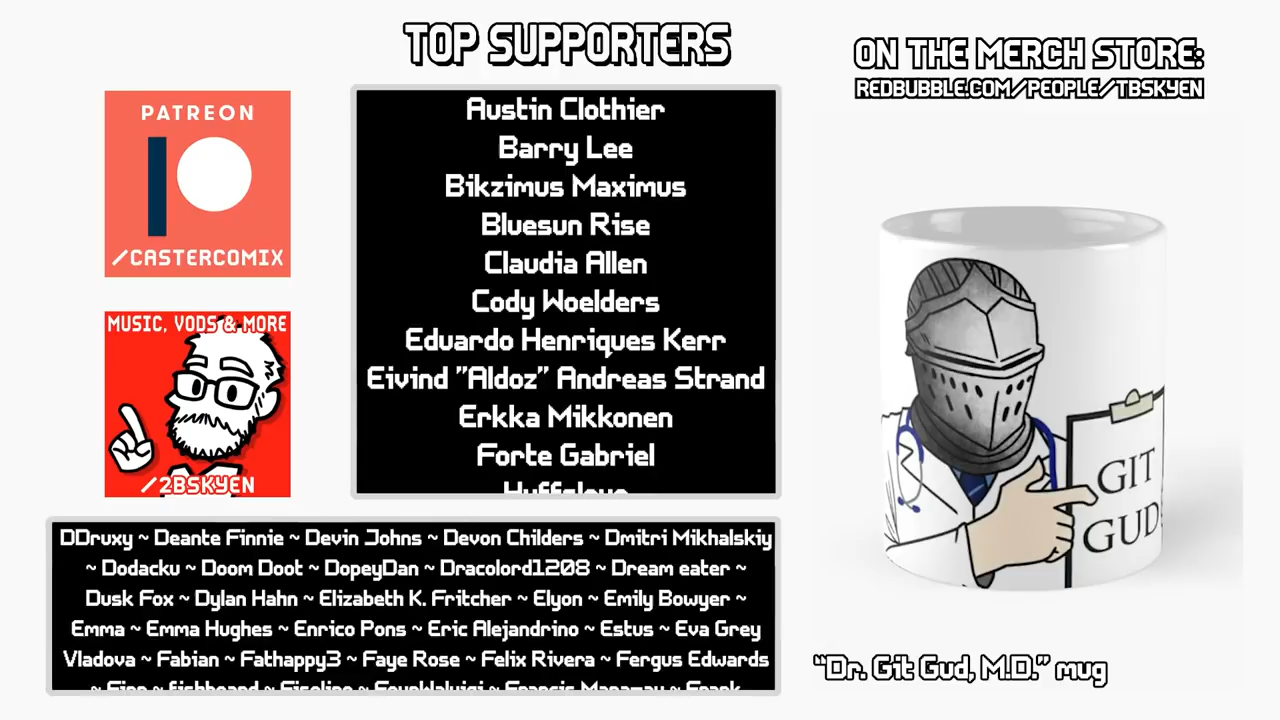 TOP SUPPORTERS
ON THE MERCH STORE:
REDBUBBLE.COM/PEOPLE/TBSKYEN
PATREON
/CASTERCOMIX
MUSIC, VODS & MORE
/2BSKYEN
Austin Clothier
Barry Lee
Bikzimus Maximus
Bluesun Rise
Claudia Allen
Cody Woelders
Eduardo Henriques Kerr
Eivind "Aldoz" Andreas Strand
Erkka Mikkonen
Forte Gabriel
DDruxy ~ Deante Finnie ~ Devin Johns ~ Devon Childers ~ Dmitri Mikhalskiy
~ Dodacku ~ Doom Doot ~ DopeyDan ~ Dracolord1208 ~ Dream eater ~
Dusk Fox ~ Dylan Hahn ~ Elizabeth K. Fritcher ~ Elyon ~ Emily Bowyer ~
Emma ~ Emma Hughes ~ Enrico Pons ~ Eric Alejandrino ~ Estus ~ Eva Grey
Vladova ~ Fabian ~ Fathappy3 ~ Faye Rose ~ Felix Rivera ~ Fergus Edwards
GIT
GUD
“Dr. Git Gud, M.D.” mug